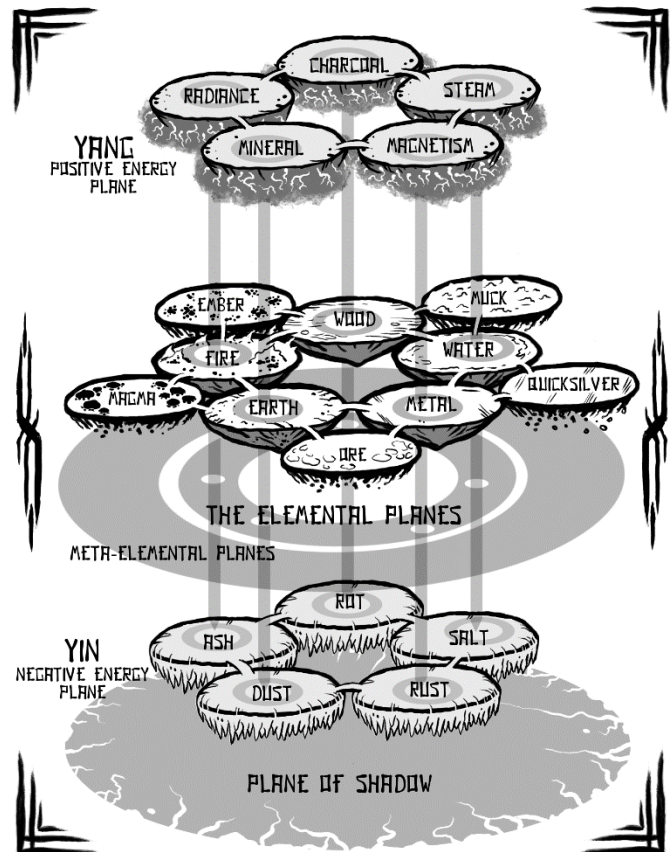 CHARCOAL
RADIANCE
STEAM
MINERAL
MAGNETISM
YANG
POSITIVE ENERGY
PLANE
EMBER
MUCK
WOOD
FIRE
WATER
MAGMA
QUICKSILVER
EARTH
METAL
ORE
THE ELEMENTAL PLANES
META-ELEMENTAL PLANES
ROT
ASH
SALT
YIN
NEGATIVE ENERGY
PLANE
DUST
RUST
PLANE OF SHADOW